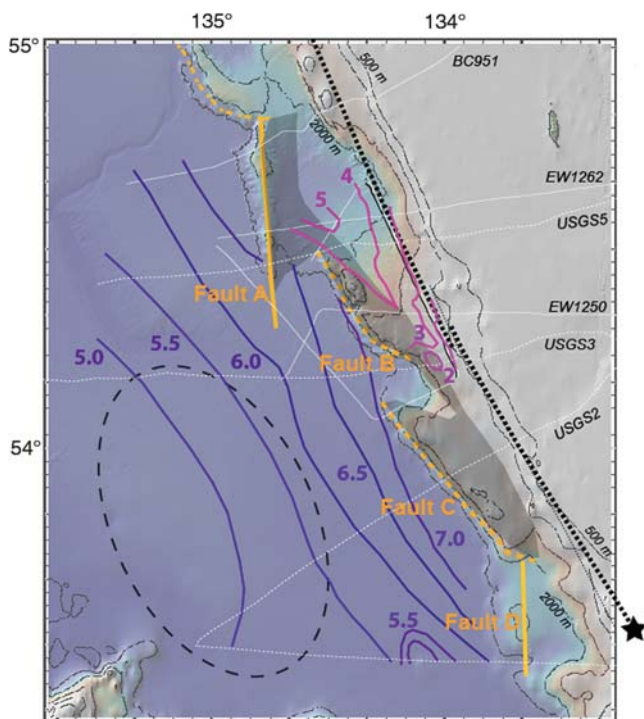 135° 134°
55°
500 m
BC951
2000 m
EW1262
4
5
USGS5
Fault A
EW1250
3
5.0 5.5 6.0
Fault B
2
USGS3
54°
USGS2
6.5
Fault C
7.0
500 m
5.5
Fault D
2000 m